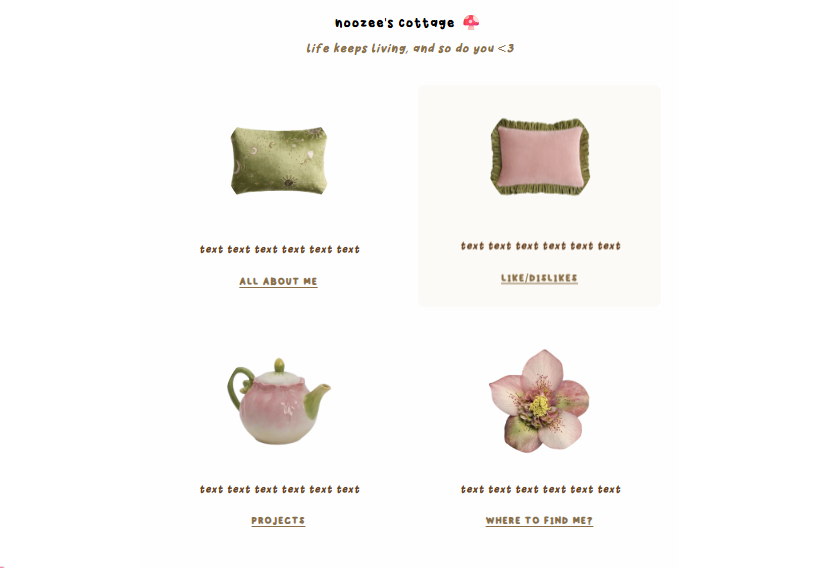 noozee's cottage
life keeps living, and so do you <3
text text text text text text
ALL ABOUT ME
text text text text text text
LIKE/DISLIKES
text text text text text text
PROJECTS
text text text text text text
WHERE TO FIND ME?